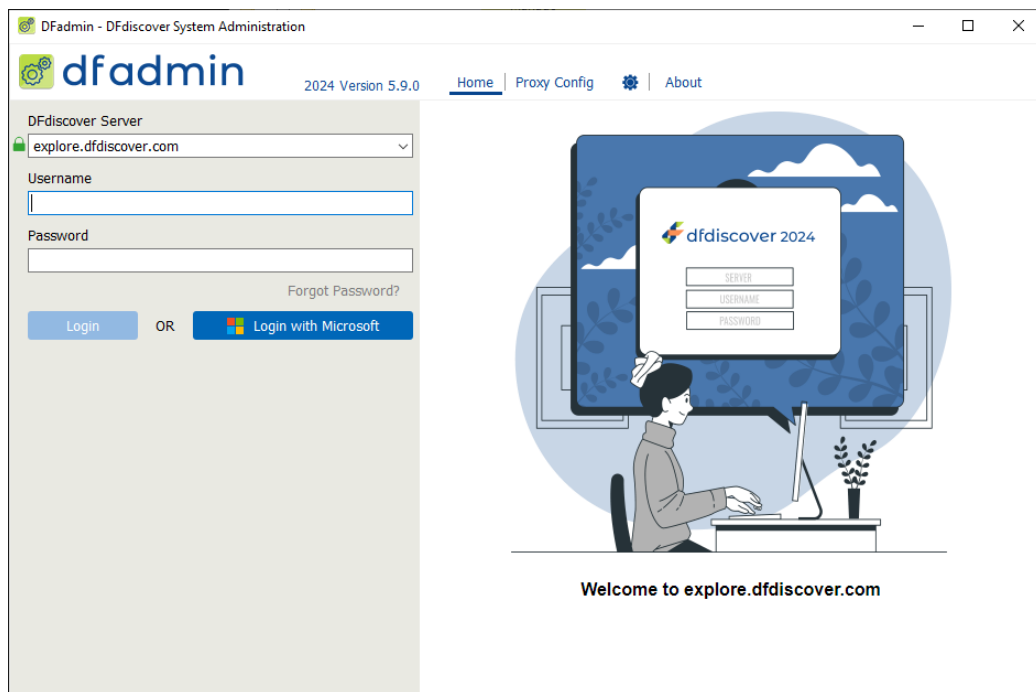 DFadmin - DFdiscover System Administration
dfadmin 2024 Version 5.9.0 Home Proxy Config About
DFdiscover Server
explore.dfdiscover.com
Username
Password
Forgot Password?
Login OR Login with Microsoft
dfdiscover 2024
SERVER
USERNAME
PASSWORD
Welcome to explore.dfdiscover.com